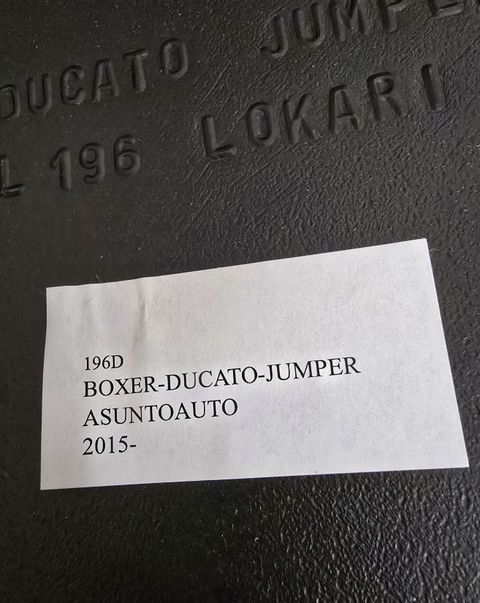 DUCATO JUMPE
L 196 LOKARI
196D
BOXER-DUCATO-JUMPER
ASUNTOAUTO
2015-